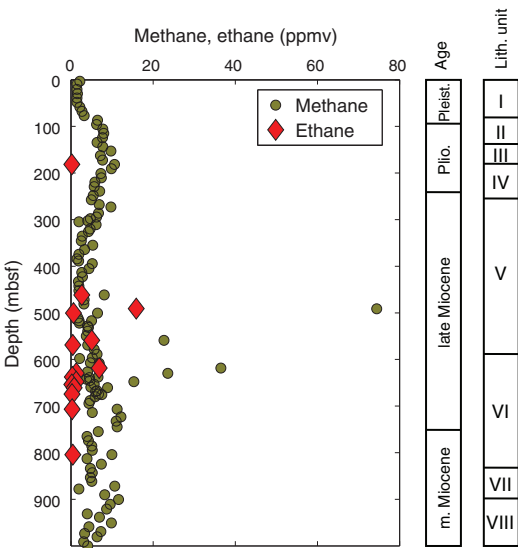 Methane, ethane (ppmv)
0 20 40 60 80
Age
Lith. unit
Methane
Ethane
Depth (mbsf)
0
100
200
300
400
500
600
700
800
900
Pleist.
Plio.
late Miocene
m. Miocene
I
II
III
IV
V
VI
VII
VIII